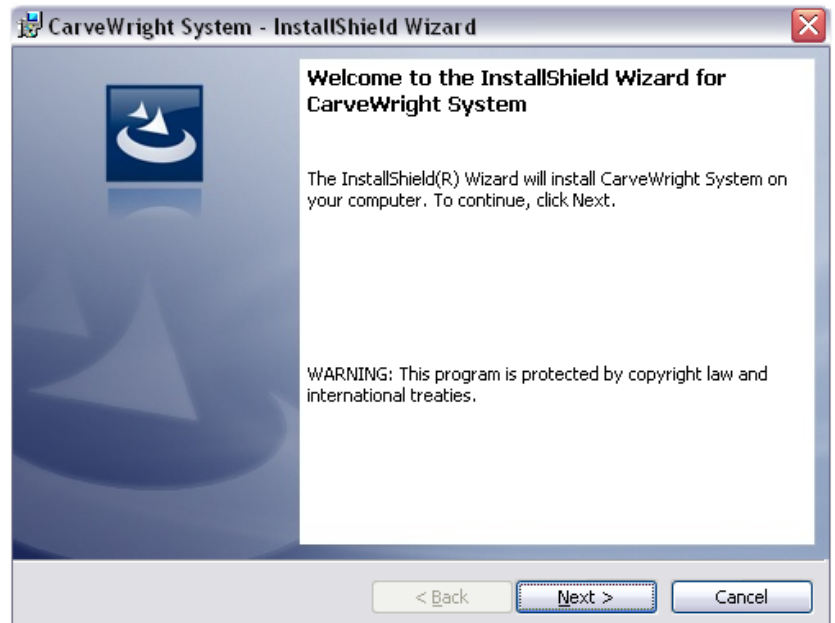 CarveWright System - InstallShield Wizard
Welcome to the InstallShield Wizard for
CarveWright System
The InstallShield(R) Wizard will install CarveWright System on
your computer. To continue, click Next.
WARNING: This program is protected by copyright law and
international treaties.
< Back Next > Cancel